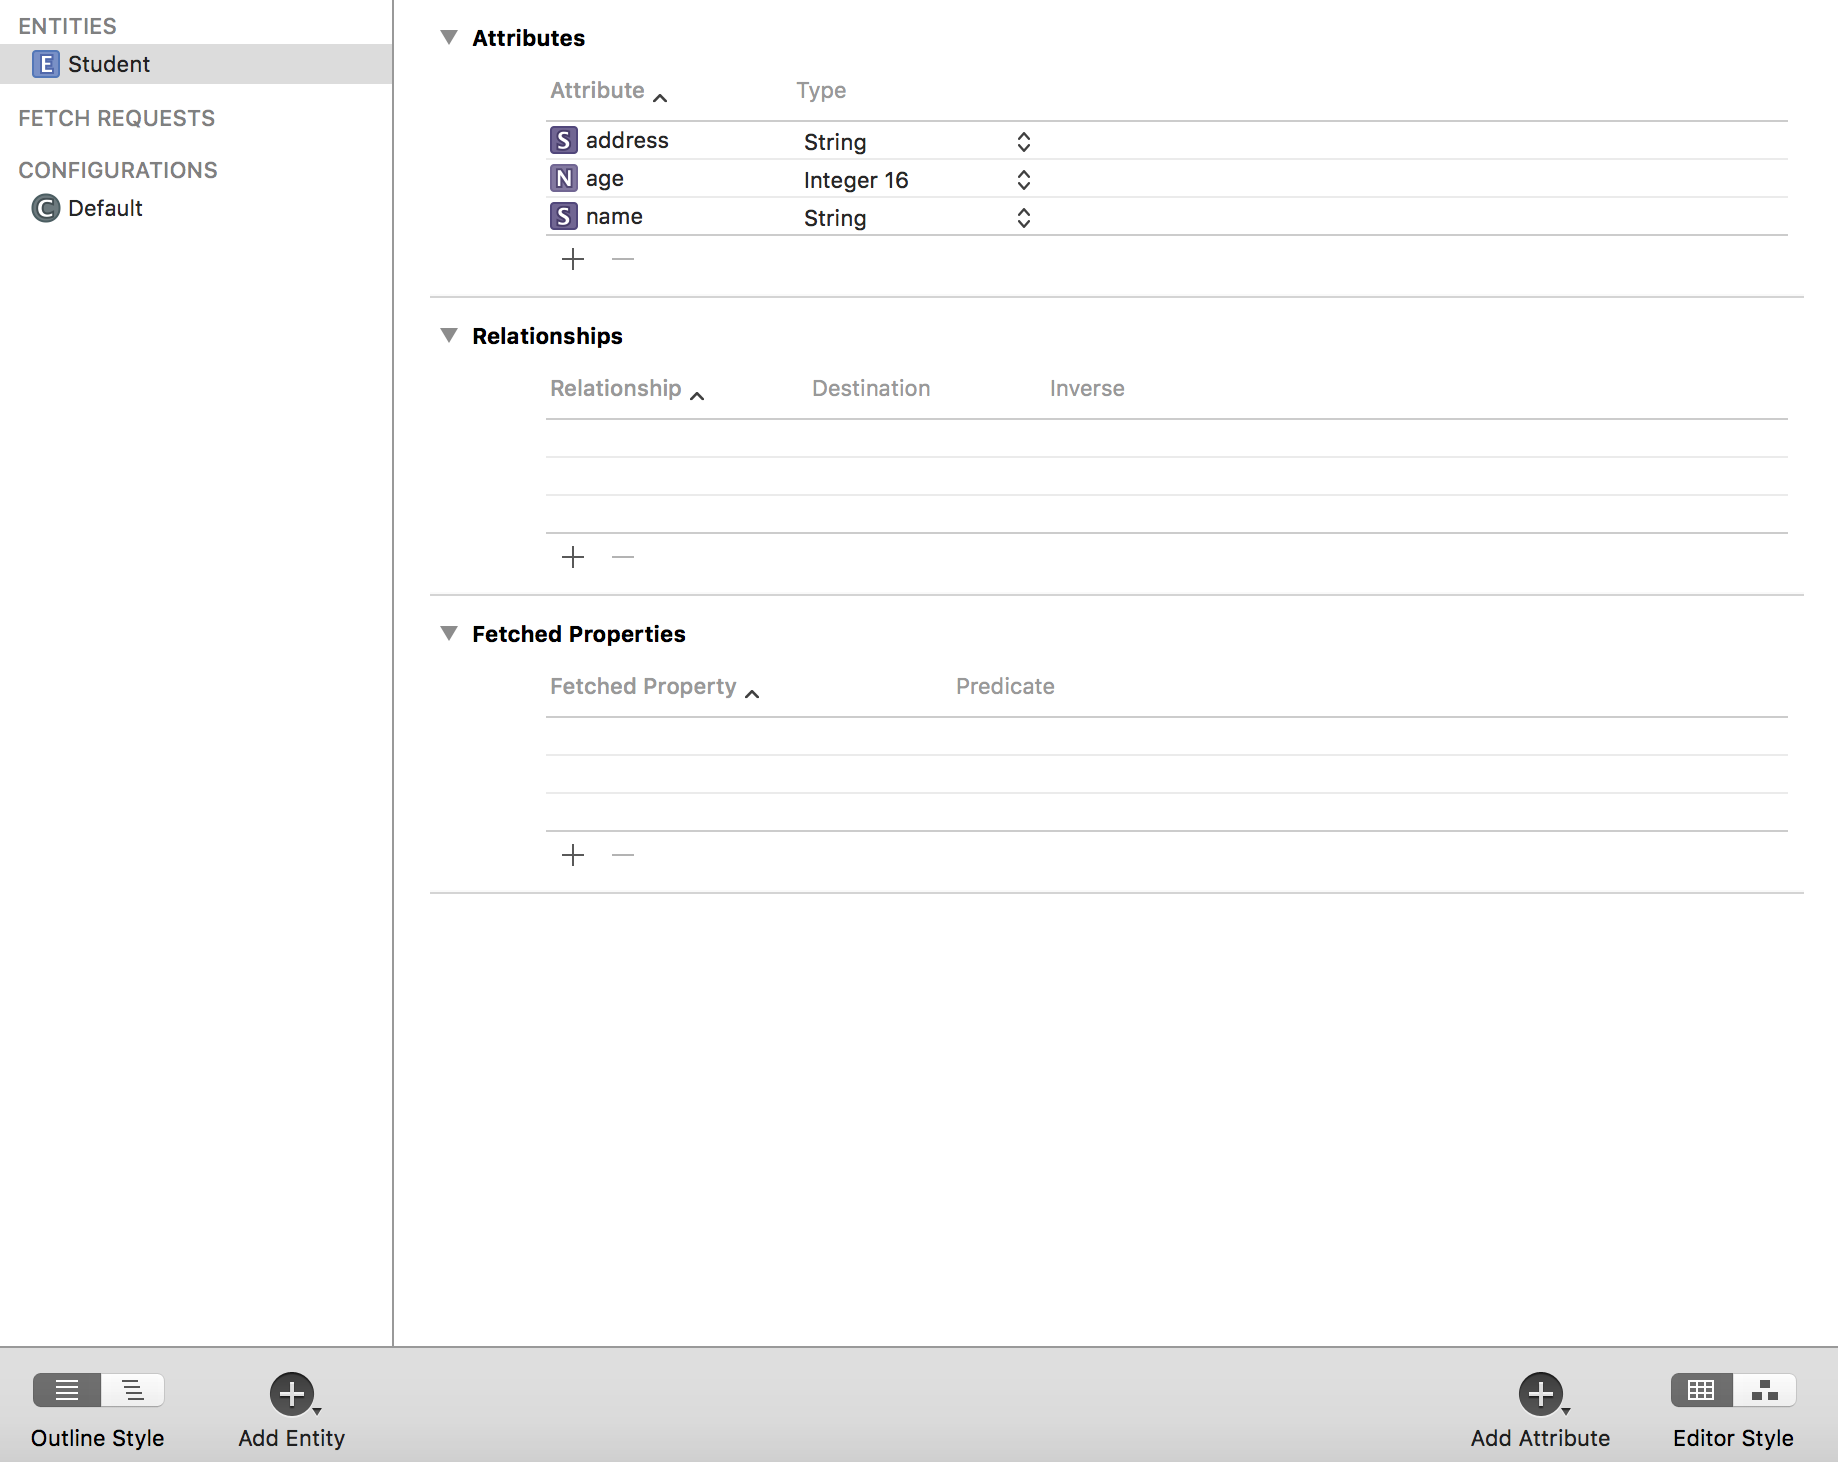 ENTITIES
E Student
FETCH REQUESTS
CONFIGURATIONS
C Default
Attributes
Attribute Type
S address String
N age Integer 16
S name String
Relationships
Relationship Destination Inverse
Fetched Properties
Fetched Property Predicate
Outline Style Add Entity Add Attribute Editor Style